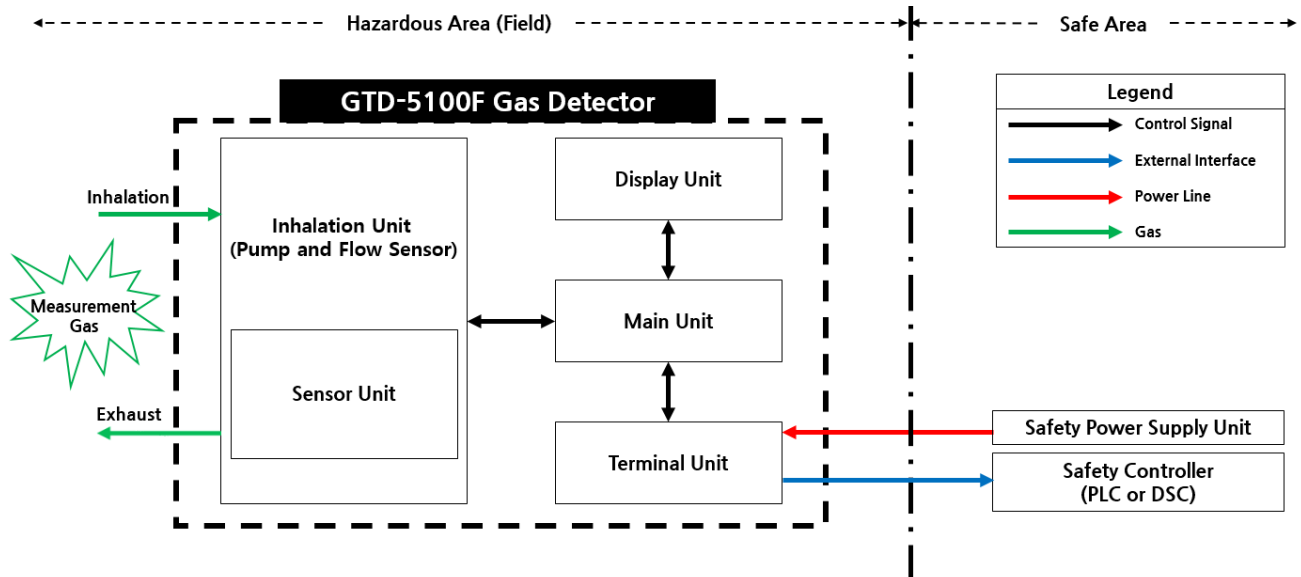 Hazardous Area (Field)
Safe Area
GTD-5100F Gas Detector
Legend
Control Signal
External Interface
Power Line
Gas
Inhalation
Measurement
Gas
Exhaust
Inhalation Unit
(Pump and Flow Sensor)
Sensor Unit
Display Unit
Main Unit
Terminal Unit
Safety Power Supply Unit
Safety Controller
(PLC or DSC)